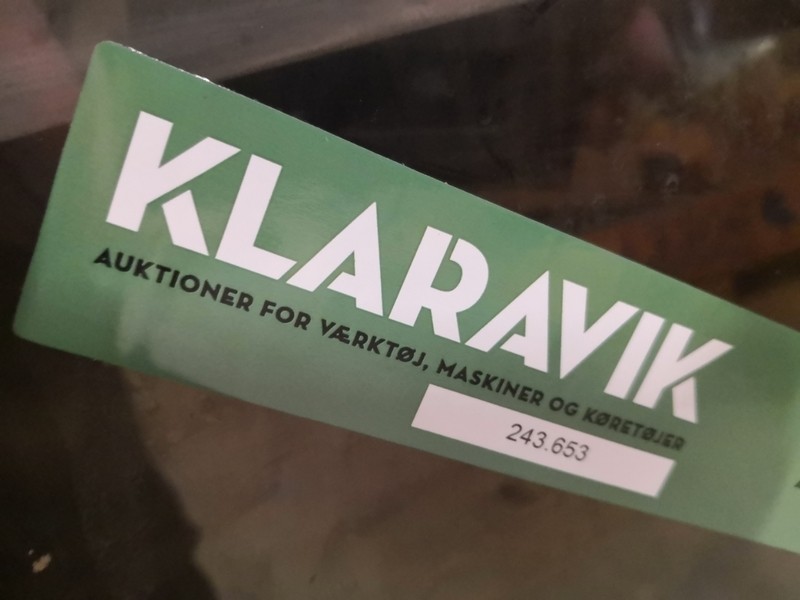 KLARAVIK
AUKTIONER FOR VÆRKTØJ, MASKINER OG KØRETØJER
243.653